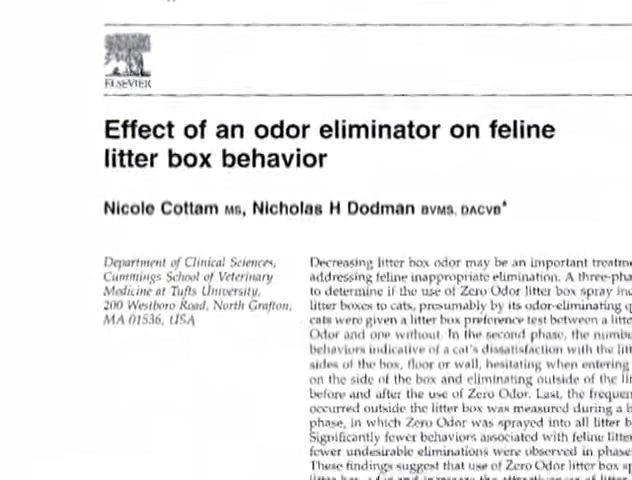 ELSEVIER
Effect of an odor eliminator on feline
litter box behavior
Nicole Cottam MS, Nicholas H Dodman BVMS, DACVB*
Department of Clinical Sciences,
Cummings School of Veterinary
Medicine at Tufts University,
200 Westboro Road, North Grafton,
MA 01536, USA
Decreasing litter box odor may be an important treatme
addressing feline inappropriate elimination. A three-pha
to determine if the use of Zero Odor litter box spray inc
litter boxes to cats, presumably by its odor-eliminating q
cats were given a litter box preference test between a litte
Odor and one without. In the second phase, the numbe
behaviors indicative of a cat's dissatisfaction with the litt
sides of the box, floor or wall, hesitating when entering
on the side of the box and eliminating outside of the lit
before and after the use of Zero Odor. Last, the frequen
occurred outside the litter box was measured during a
phase, in which Zero Odor was sprayed into all litter b
Significantly fewer behaviors associated with feline litter
fewer undesirable eliminations were observed in phase
These findings suggest that use of Zero Odor litter box sp